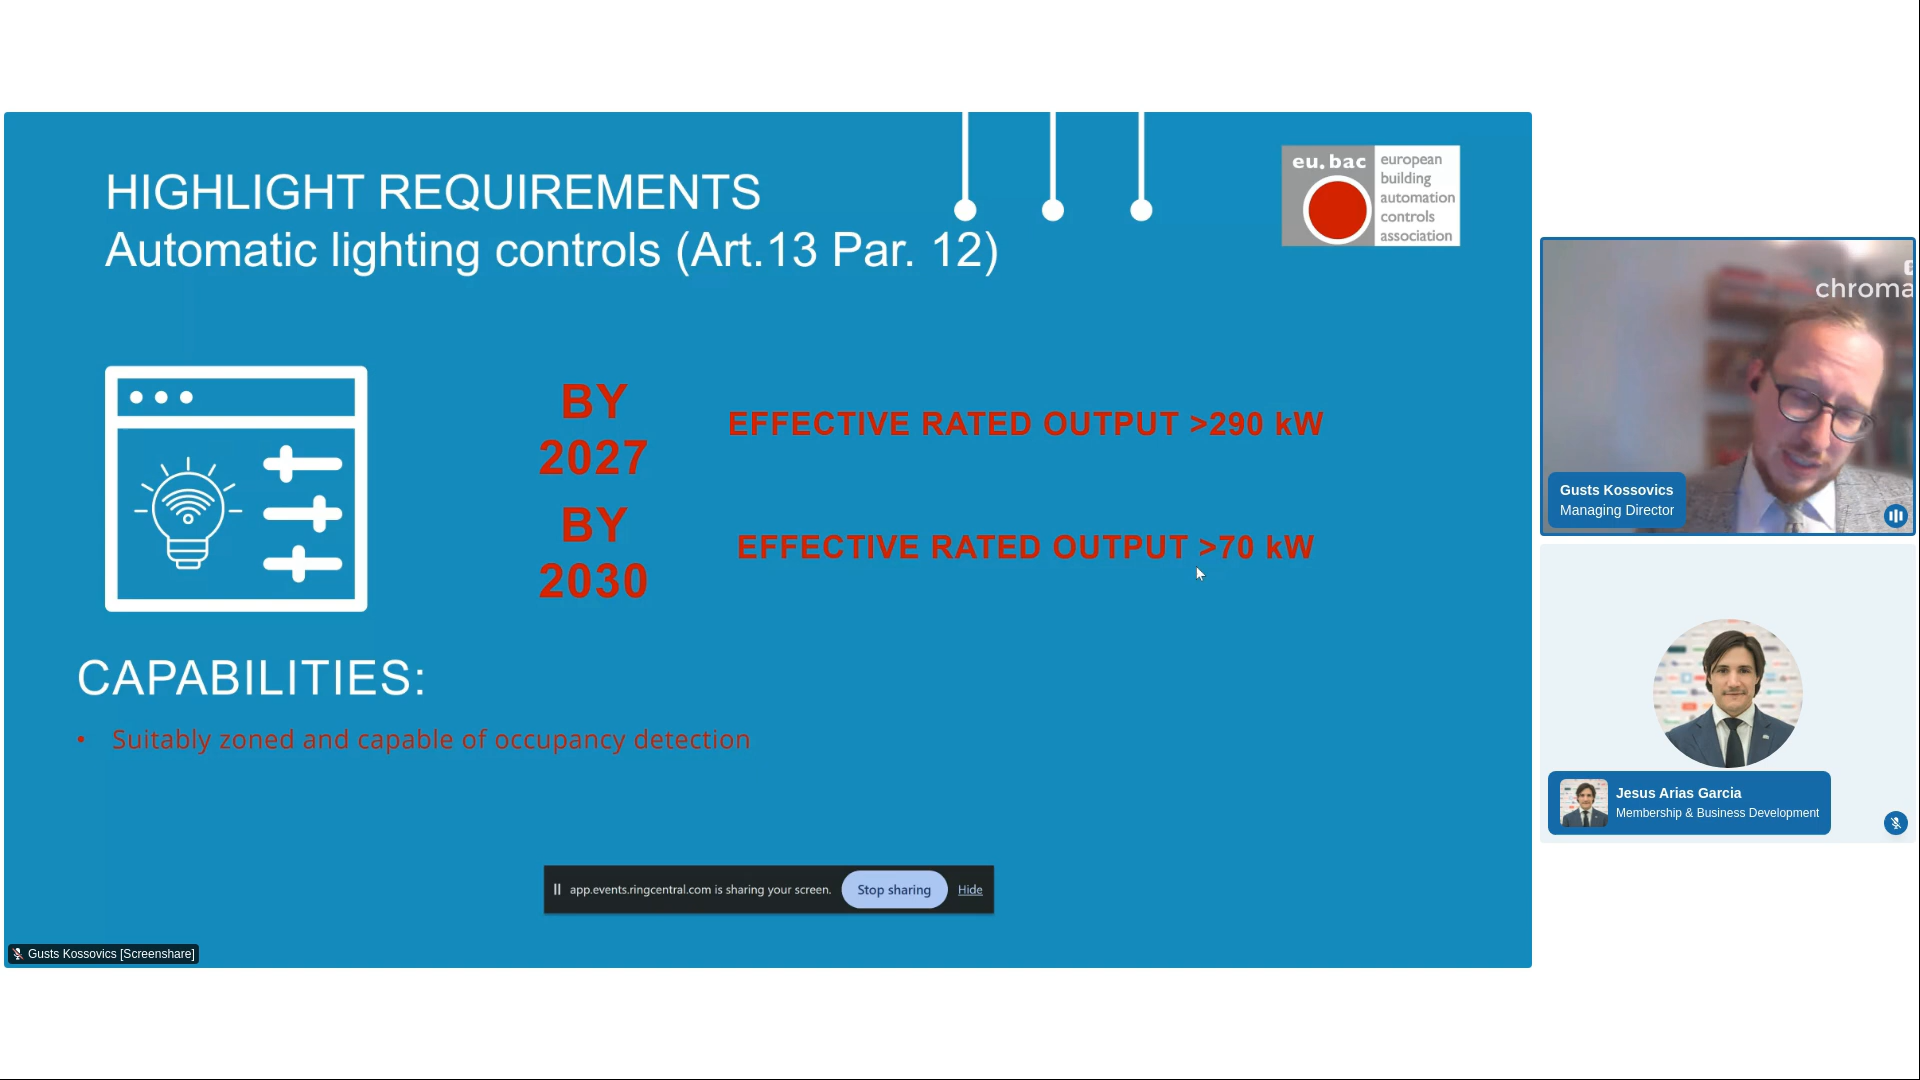 HIGHLIGHT REQUIREMENTS
Automatic lighting controls (Art.13 Par. 12)
eu.bac
european
building
automation
controls
association
BY
2027
EFFECTIVE RATED OUTPUT >290 kW
BY
2030
EFFECTIVE RATED OUTPUT >70 kW
CAPABILITIES:
• Suitably zoned and capable of occupancy detection
app.events.ringcentral.com is sharing your screen.
Stop sharing
Hide
Gusts Kossovics [Screenshare]
chroma
Gusts Kossovics
Managing Director
Jesus Arias Garcia
Membership & Business Development